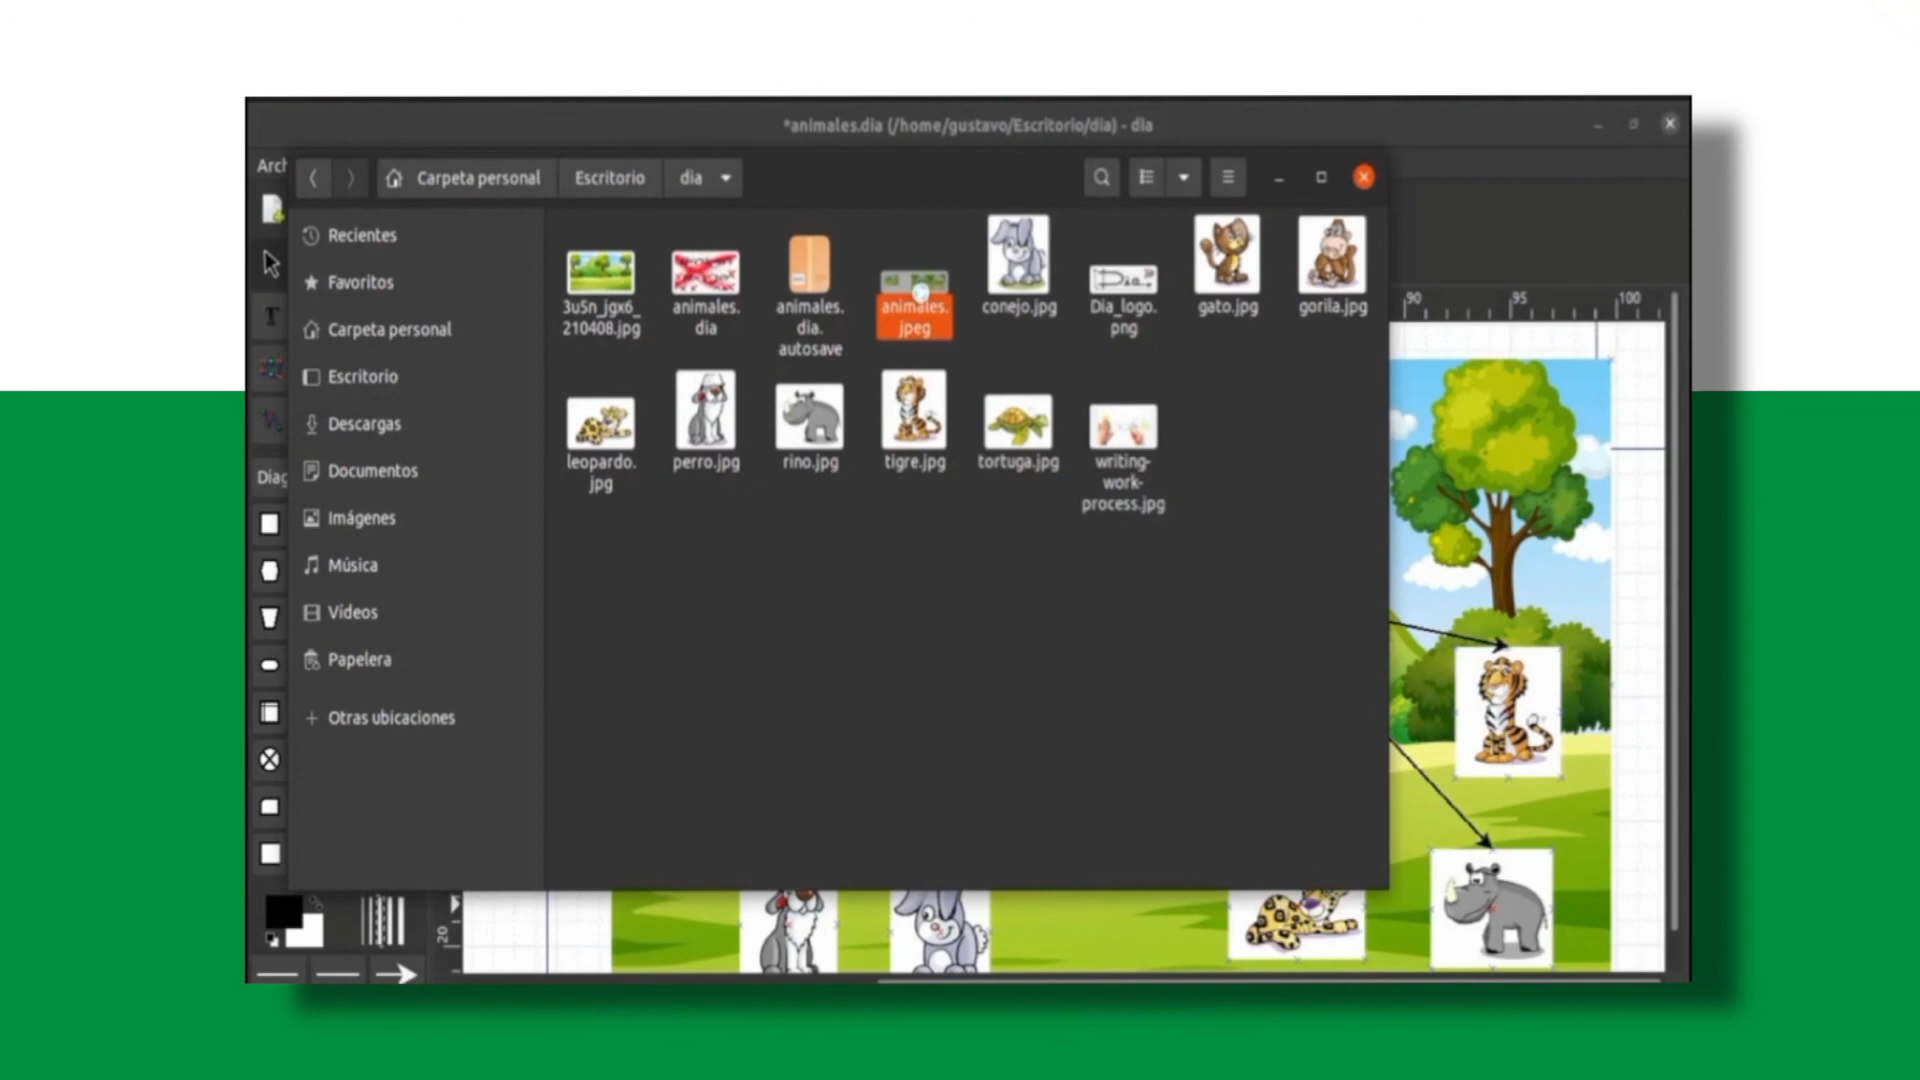 *animales.dia (/home/gustavo/Escritorio/dia) - dia
Arch
Carpeta personal
Escritorio
dia
Recientes
Favoritos
Carpeta personal
Escritorio
Descargas
Documentos
Imágenes
Música
Vídeos
Papelera
+ Otras ubicaciones
3u5n_jgx6_
210408.jpg
animales.
dia
animales.
dia.
autosave
animales.
jpeg
conejo.jpg
Dia_logo.
png
gato.jpg
gorila.jpg
leopardo.
jpg
perro.jpg
rino.jpg
tigre.jpg
tortuga.jpg
writing-
work-
process.jpg
Diag
T
90
95
100
20